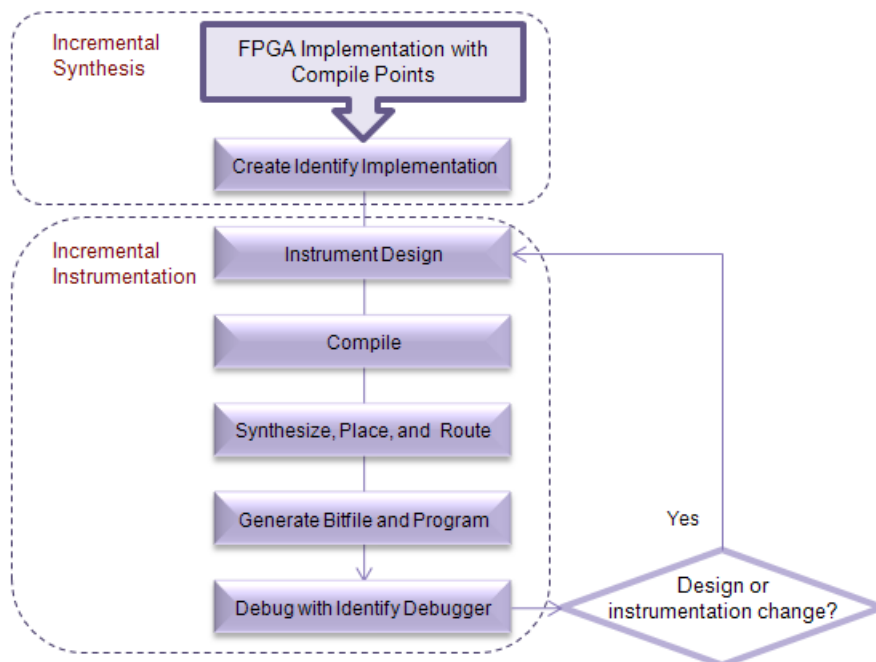 Incremental
Synthesis
FPGA Implementation with
Compile Points
Create Identify Implementation
Incremental
Instrumentation
Instrument Design
Compile
Synthesize, Place, and Route
Generate Bitfile and Program
Debug with Identify Debugger
Yes
Design or
instrumentation change?